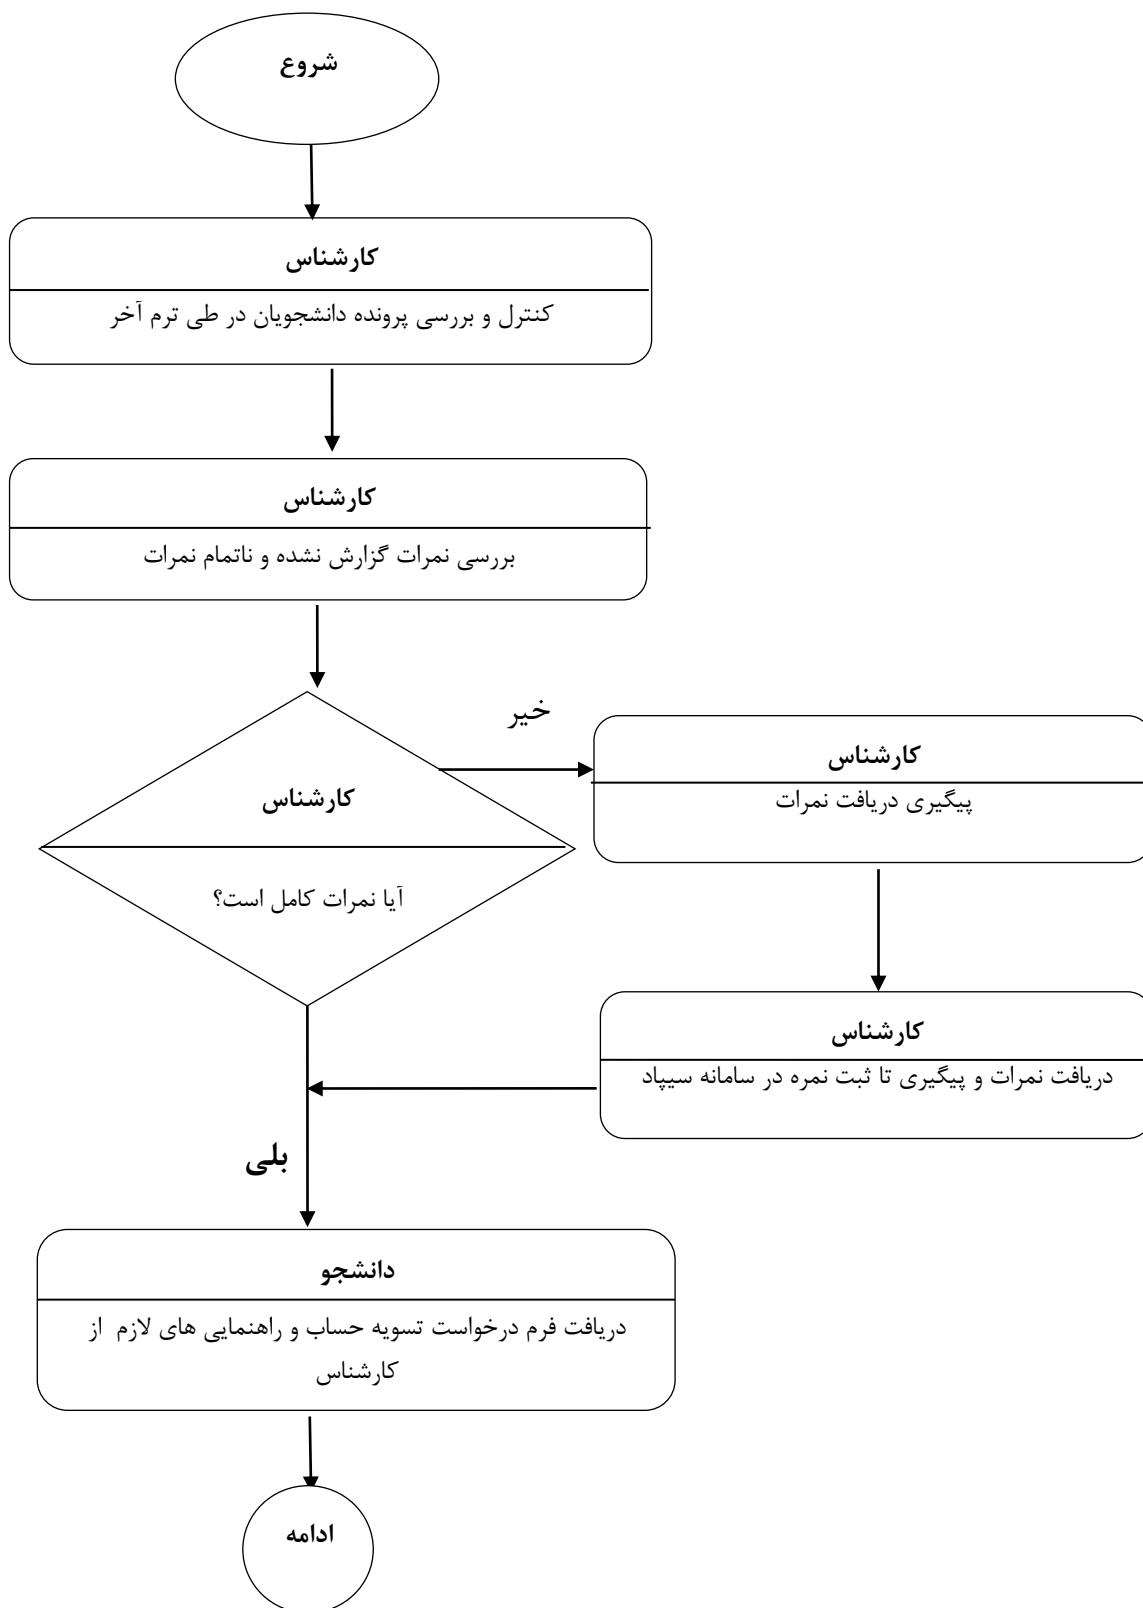 شروع
کارشناس
کنترل و بررسی پرونده دانشجویان در طی ترم آخر
کارشناس
بررسی نمرات گزارش نشده و ناتمام نمرات
خیر
کارشناس
پیگیری دریافت نمرات
کارشناس
آیا نمرات کامل است؟
کارشناس
دریافت نمرات و پیگیری تا ثبت نمره در سامانه سیپاد
بلی
دانشجو
دریافت فرم درخواست تسویه حساب و راهنمایی های لازم از
کارشناس
ادامه